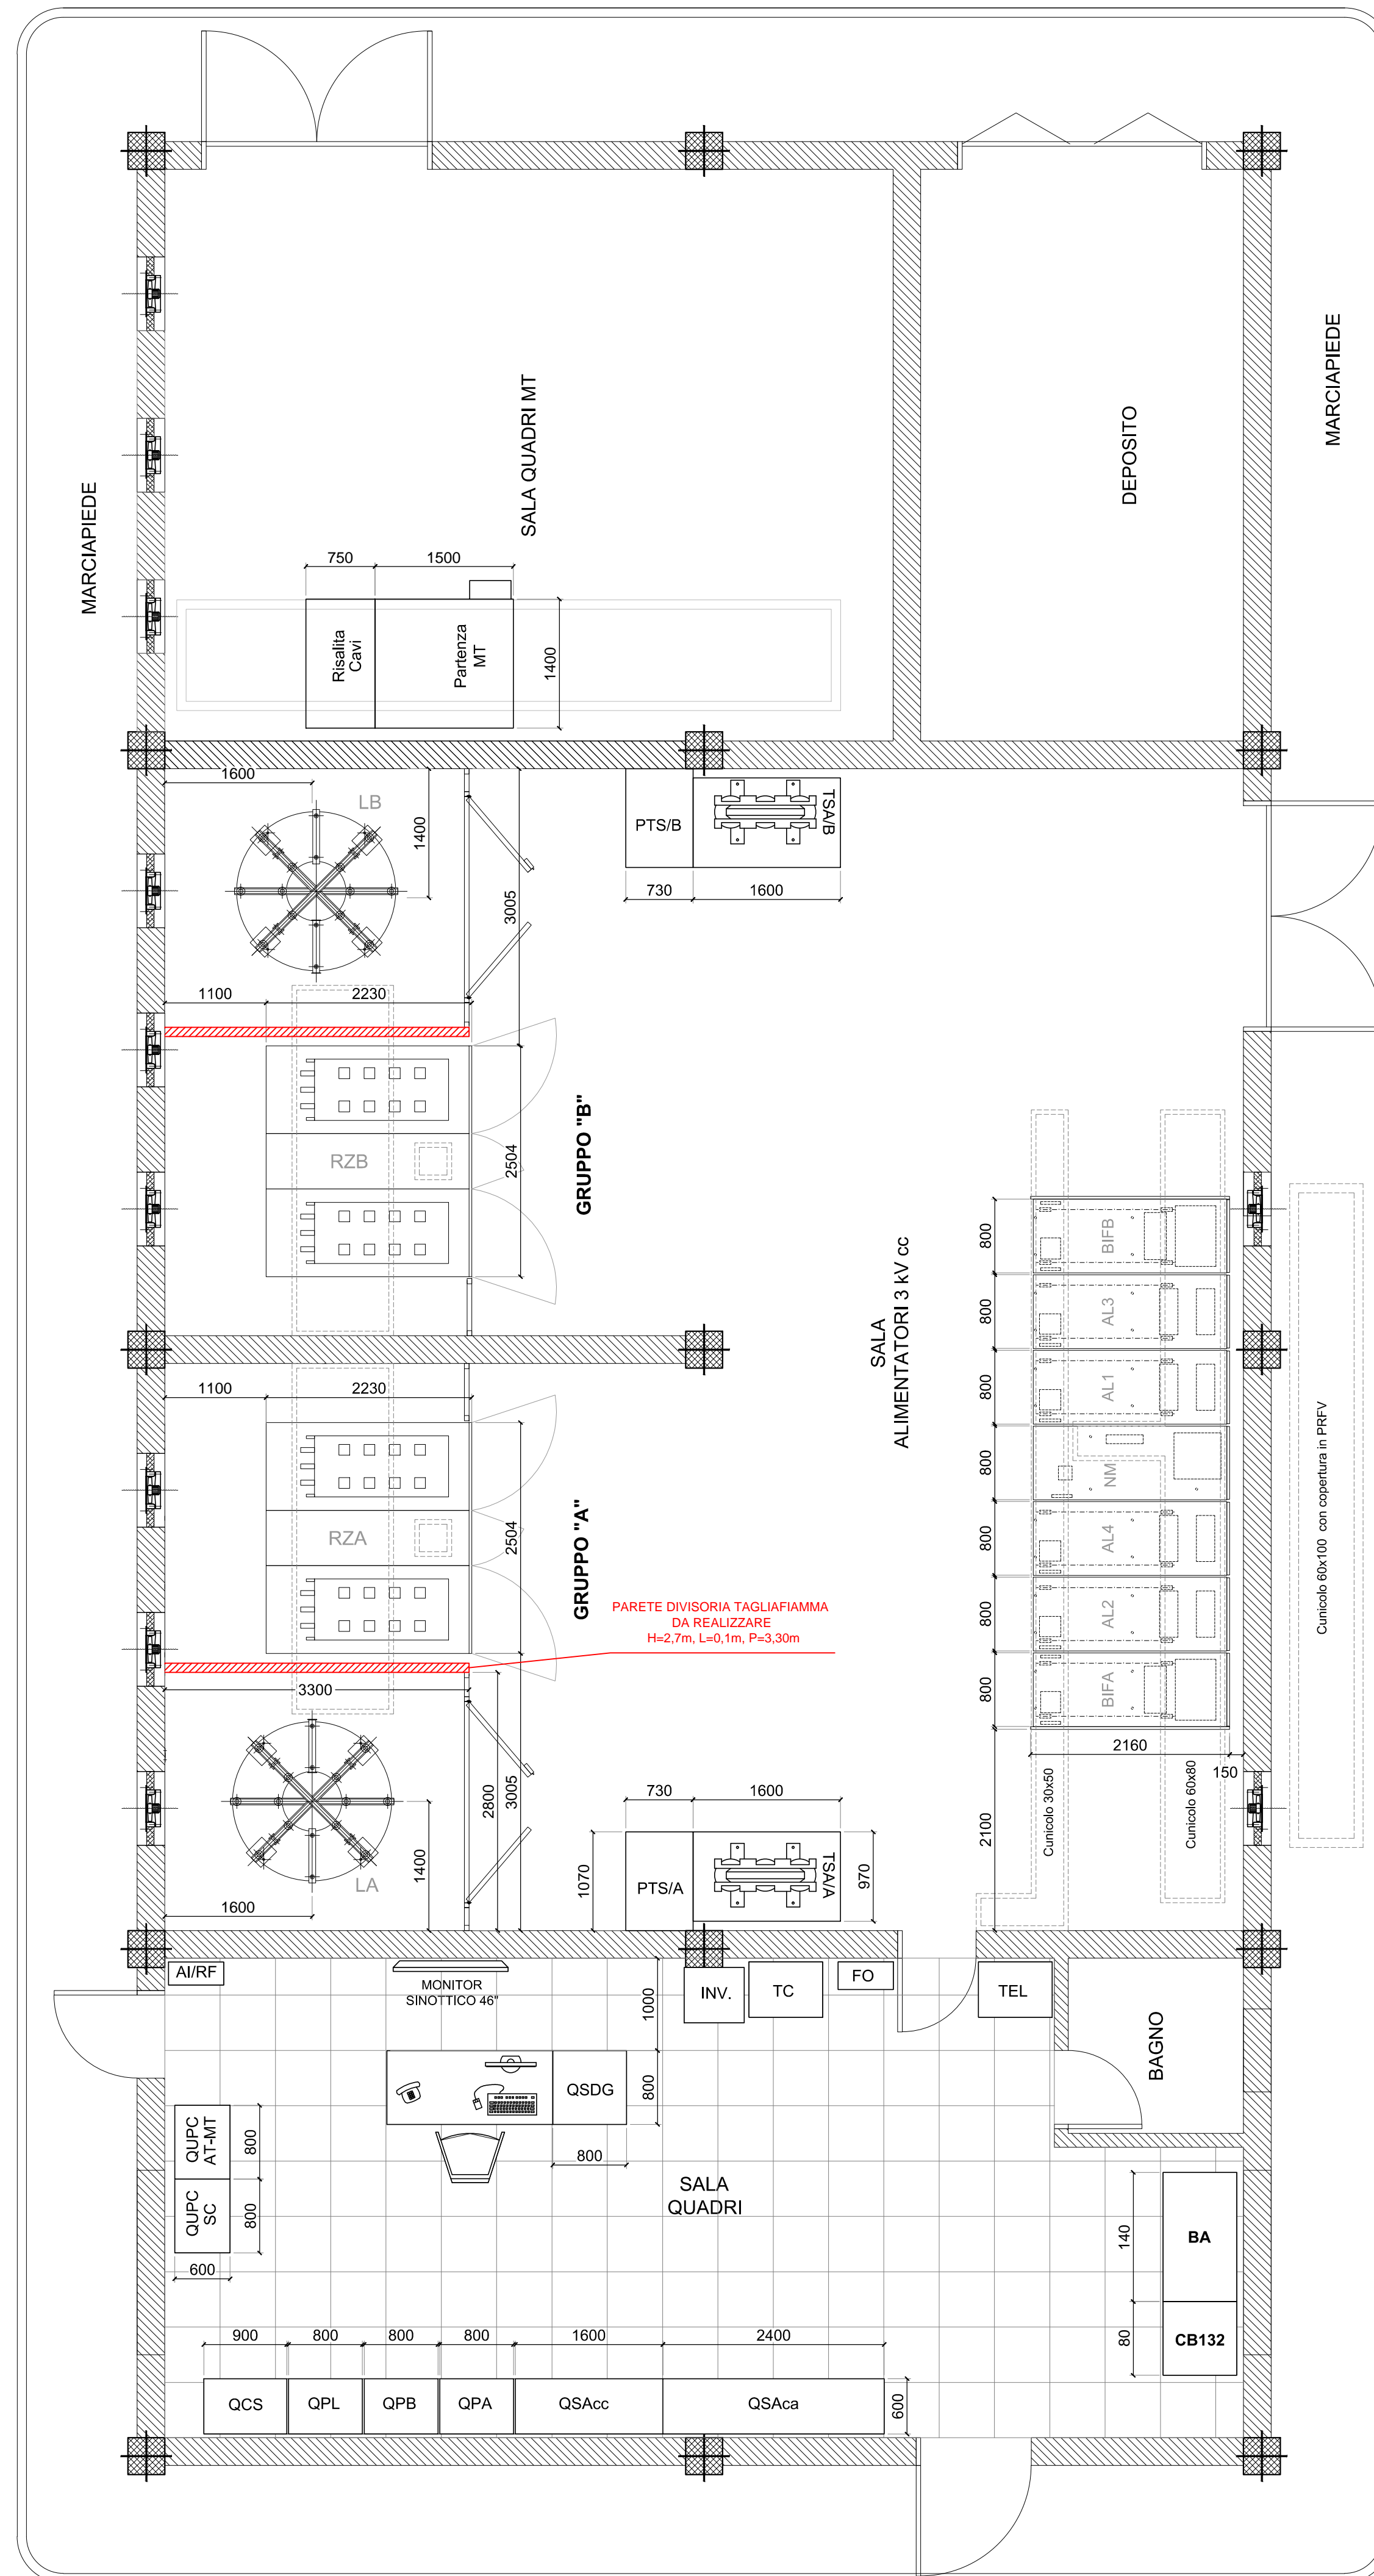 MARCIAPIEDE
SALA QUADRI MT
DEPOSITO
MARCIAPIEDE
750
1500
1400
Risalita
Cavi
Partenza
MT
1600
LB
1400
3005
PTS/B
TSA/B
730
1600
1100
2230
RZB
2504
GRUPPO "B"
SALA
ALIMENTATORI 3 kV cc
800
BIFB
800
AL3
800
AL1
800
NM
800
AL4
800
AL2
800
BIFA
2160
150
2100
Cunicolo 30x50
Cunicolo 60x80
Cunicolo 60x100 con copertura in PRFV
1100
2230
RZA
2504
GRUPPO "A"
PARETE DIVISORIA TAGLIAFIAMMA
DA REALIZZARE
H=2,7m, L=0,1m, P=3,30m
3300
2800
3005
1400
LA
1600
730
1600
1070
PTS/A
TSA/A
970
AI/RF
MONITOR
SINOTTICO 46"
1000
INV.
TC
FO
TEL
BAGNO
QSDG
800
800
QUPC
AT-MT
800
QUPC
SC
800
600
SALA
QUADRI
140
BA
80
CB132
900
800
800
800
1600
2400
QCS
QPL
QPB
QPA
QSAcc
QSAca
600